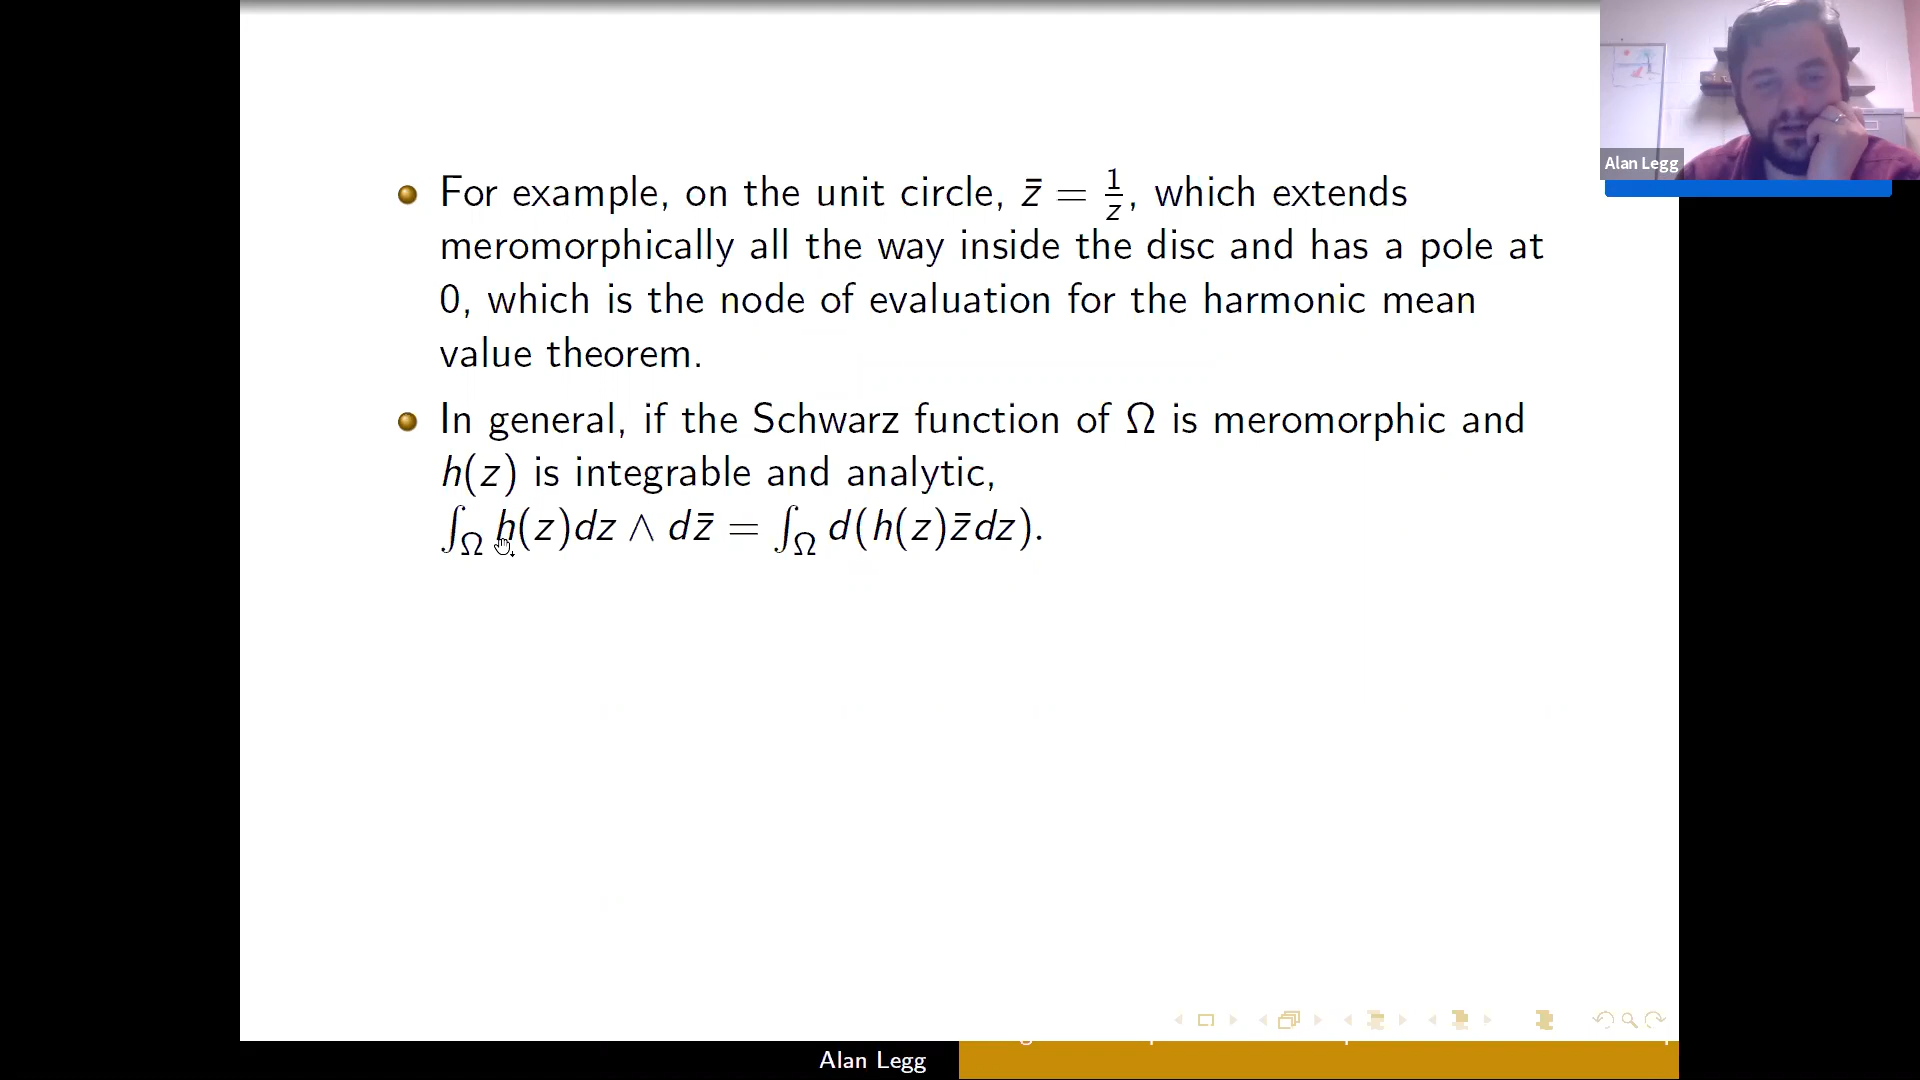 Alan Legg
For example, on the unit circle, z̄ = 1/z, which extends
meromorphically all the way inside the disc and has a pole at
0, which is the node of evaluation for the harmonic mean
value theorem.
In general, if the Schwarz function of Ω is meromorphic and
h(z) is integrable and analytic,
∫_Ω h(z)dz ∧ dz̄ = ∫_Ω d(h(z)z̄dz).
Alan Legg